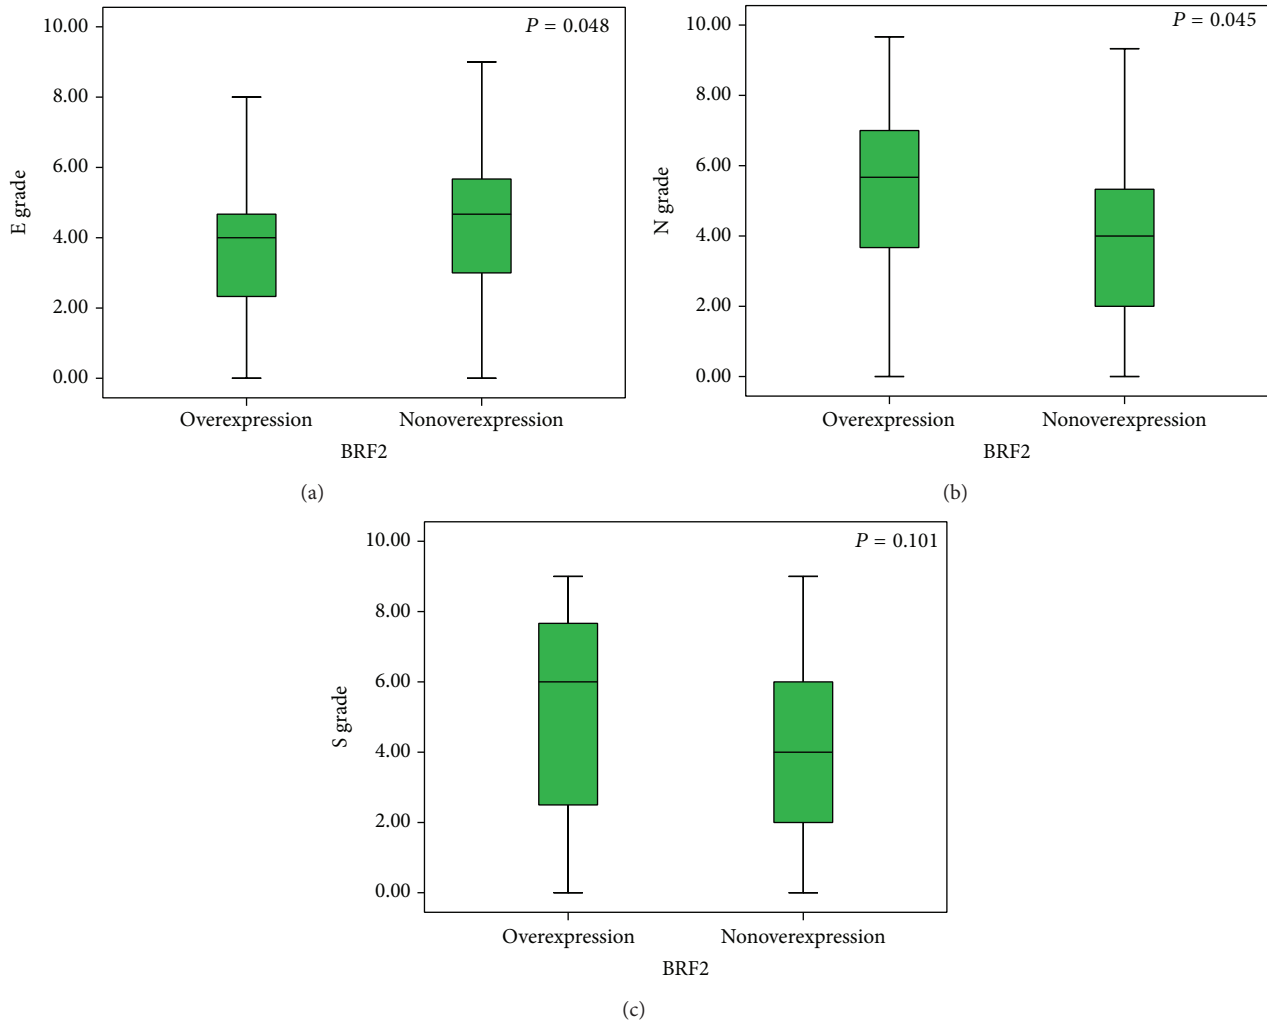 P = 0.048
10.00
8.00
6.00
4.00
2.00
0.00
E grade
Overexpression
Nonoverexpression
BRF2
(a)
P = 0.045
10.00
8.00
6.00
4.00
2.00
0.00
N grade
Overexpression
Nonoverexpression
BRF2
(b)
P = 0.101
10.00
8.00
6.00
4.00
2.00
0.00
S grade
Overexpression
Nonoverexpression
BRF2
(c)